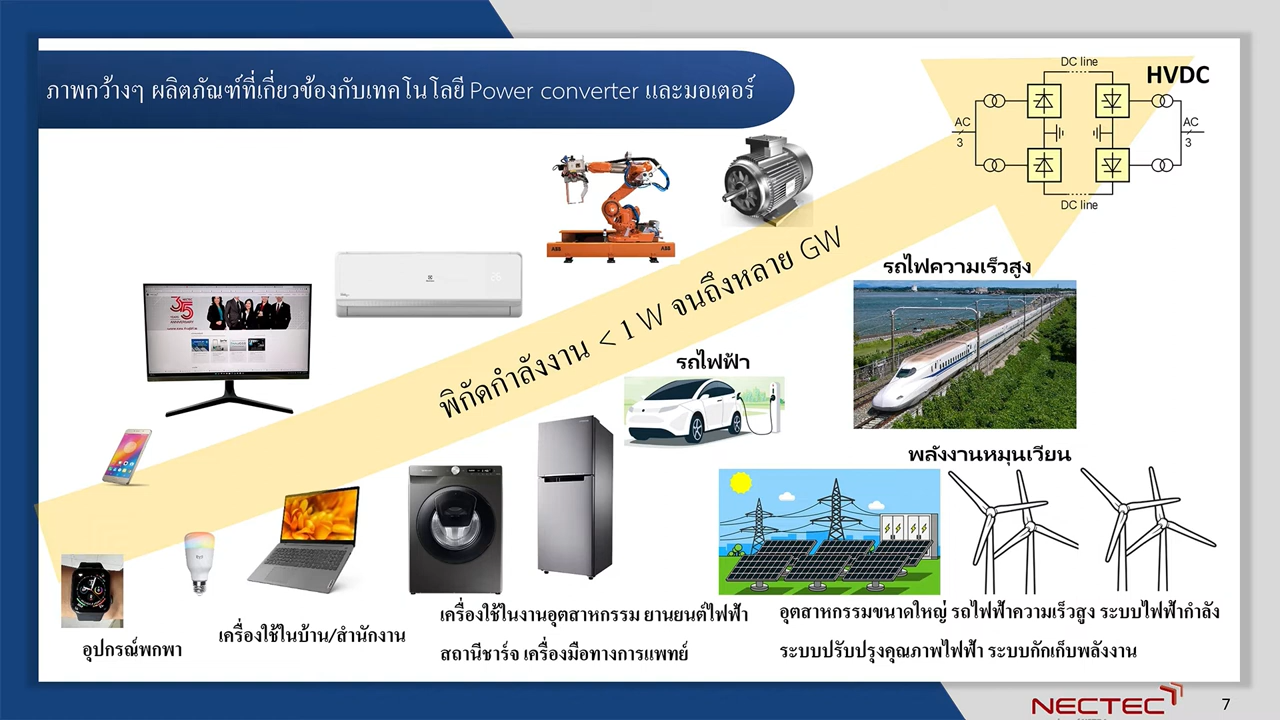 ภาพกว้างๆ ผลิตภัณฑ์ที่เกี่ยวข้องกับเทคโนโลยี Power converter และมอเตอร์
DC line
HVDC
AC
3
AC
3
DC line
ABB
ABB
พิกัดกำลังงาน < 1 W จนถึงหลาย GW
รถไฟความเร็วสูง
35
ANNIVERSARY
รถไฟฟ้า
พลังงานหมุนเวียน
อุปกรณ์พกพา
เครื่องใช้ในบ้าน/สำนักงาน
เครื่องใช้ในงานอุตสาหกรรม ยานยนต์ไฟฟ้า
สถานีชาร์จ เครื่องมือทางการแพทย์
อุตสาหกรรมขนาดใหญ่ รถไฟฟ้าความเร็วสูง ระบบไฟฟ้ากำลัง
ระบบปรับปรุงคุณภาพไฟฟ้า ระบบกักเก็บพลังงาน
NECTEC
7